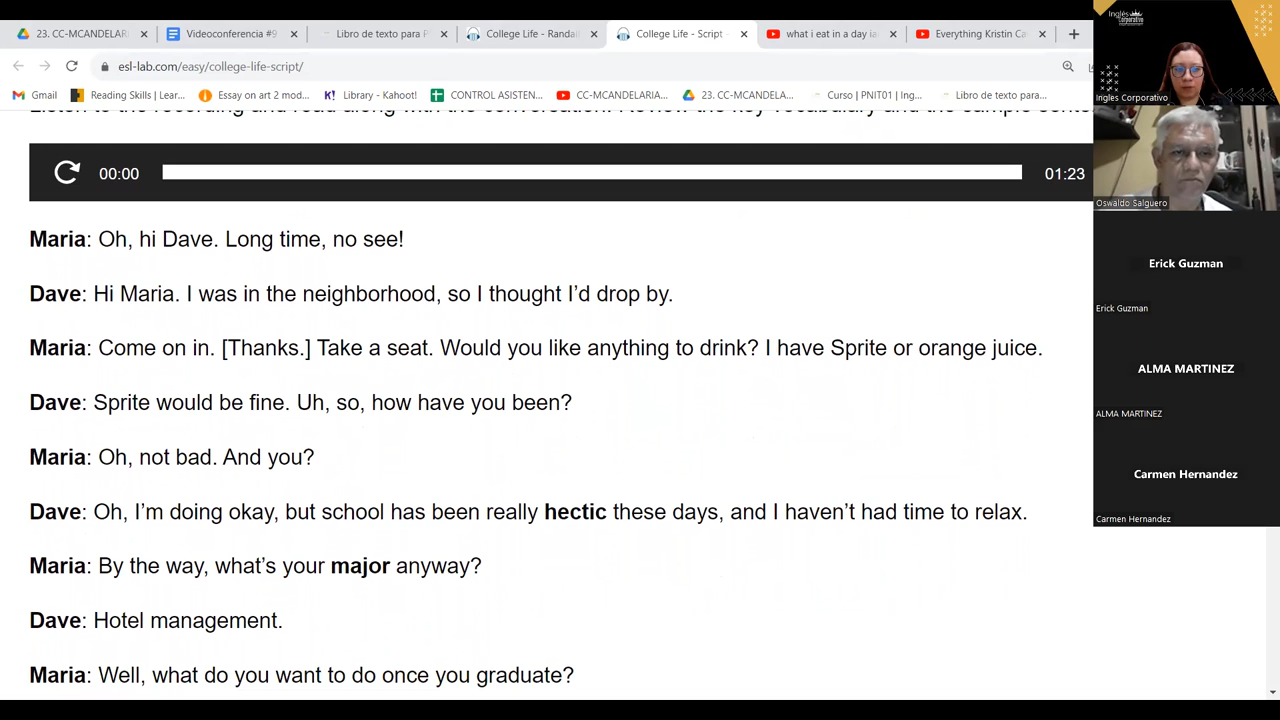 23. CC-MCANDELARI
Videoconferencia #9
Libro de texto para P
College Life - Randal
College Life - Script -
what i eat in a day ia
Everything Kristin Ca
esl-lab.com/easy/college-life-script/
Gmail
Reading Skills | Lear...
Essay on art 2 mod...
Library - Kahoot!
CONTROL ASISTEN...
CC-MCANDELARIA...
23. CC-MCANDELA...
Curso | PNIT01 | Ing...
Libro de texto para...
00:00
01:23
Maria: Oh, hi Dave. Long time, no see!
Dave: Hi Maria. I was in the neighborhood, so I thought I’d drop by.
Maria: Come on in. [Thanks.] Take a seat. Would you like anything to drink? I have Sprite or orange juice.
Dave: Sprite would be fine. Uh, so, how have you been?
Maria: Oh, not bad. And you?
Dave: Oh, I’m doing okay, but school has been really hectic these days, and I haven’t had time to relax.
Maria: By the way, what’s your major anyway?
Dave: Hotel management.
Maria: Well, what do you want to do once you graduate?
Inglés
Corporativo
Ingles Corporativo
Oswaldo Salguero
Erick Guzman
Erick Guzman
ALMA MARTINEZ
ALMA MARTINEZ
Carmen Hernandez
Carmen Hernandez